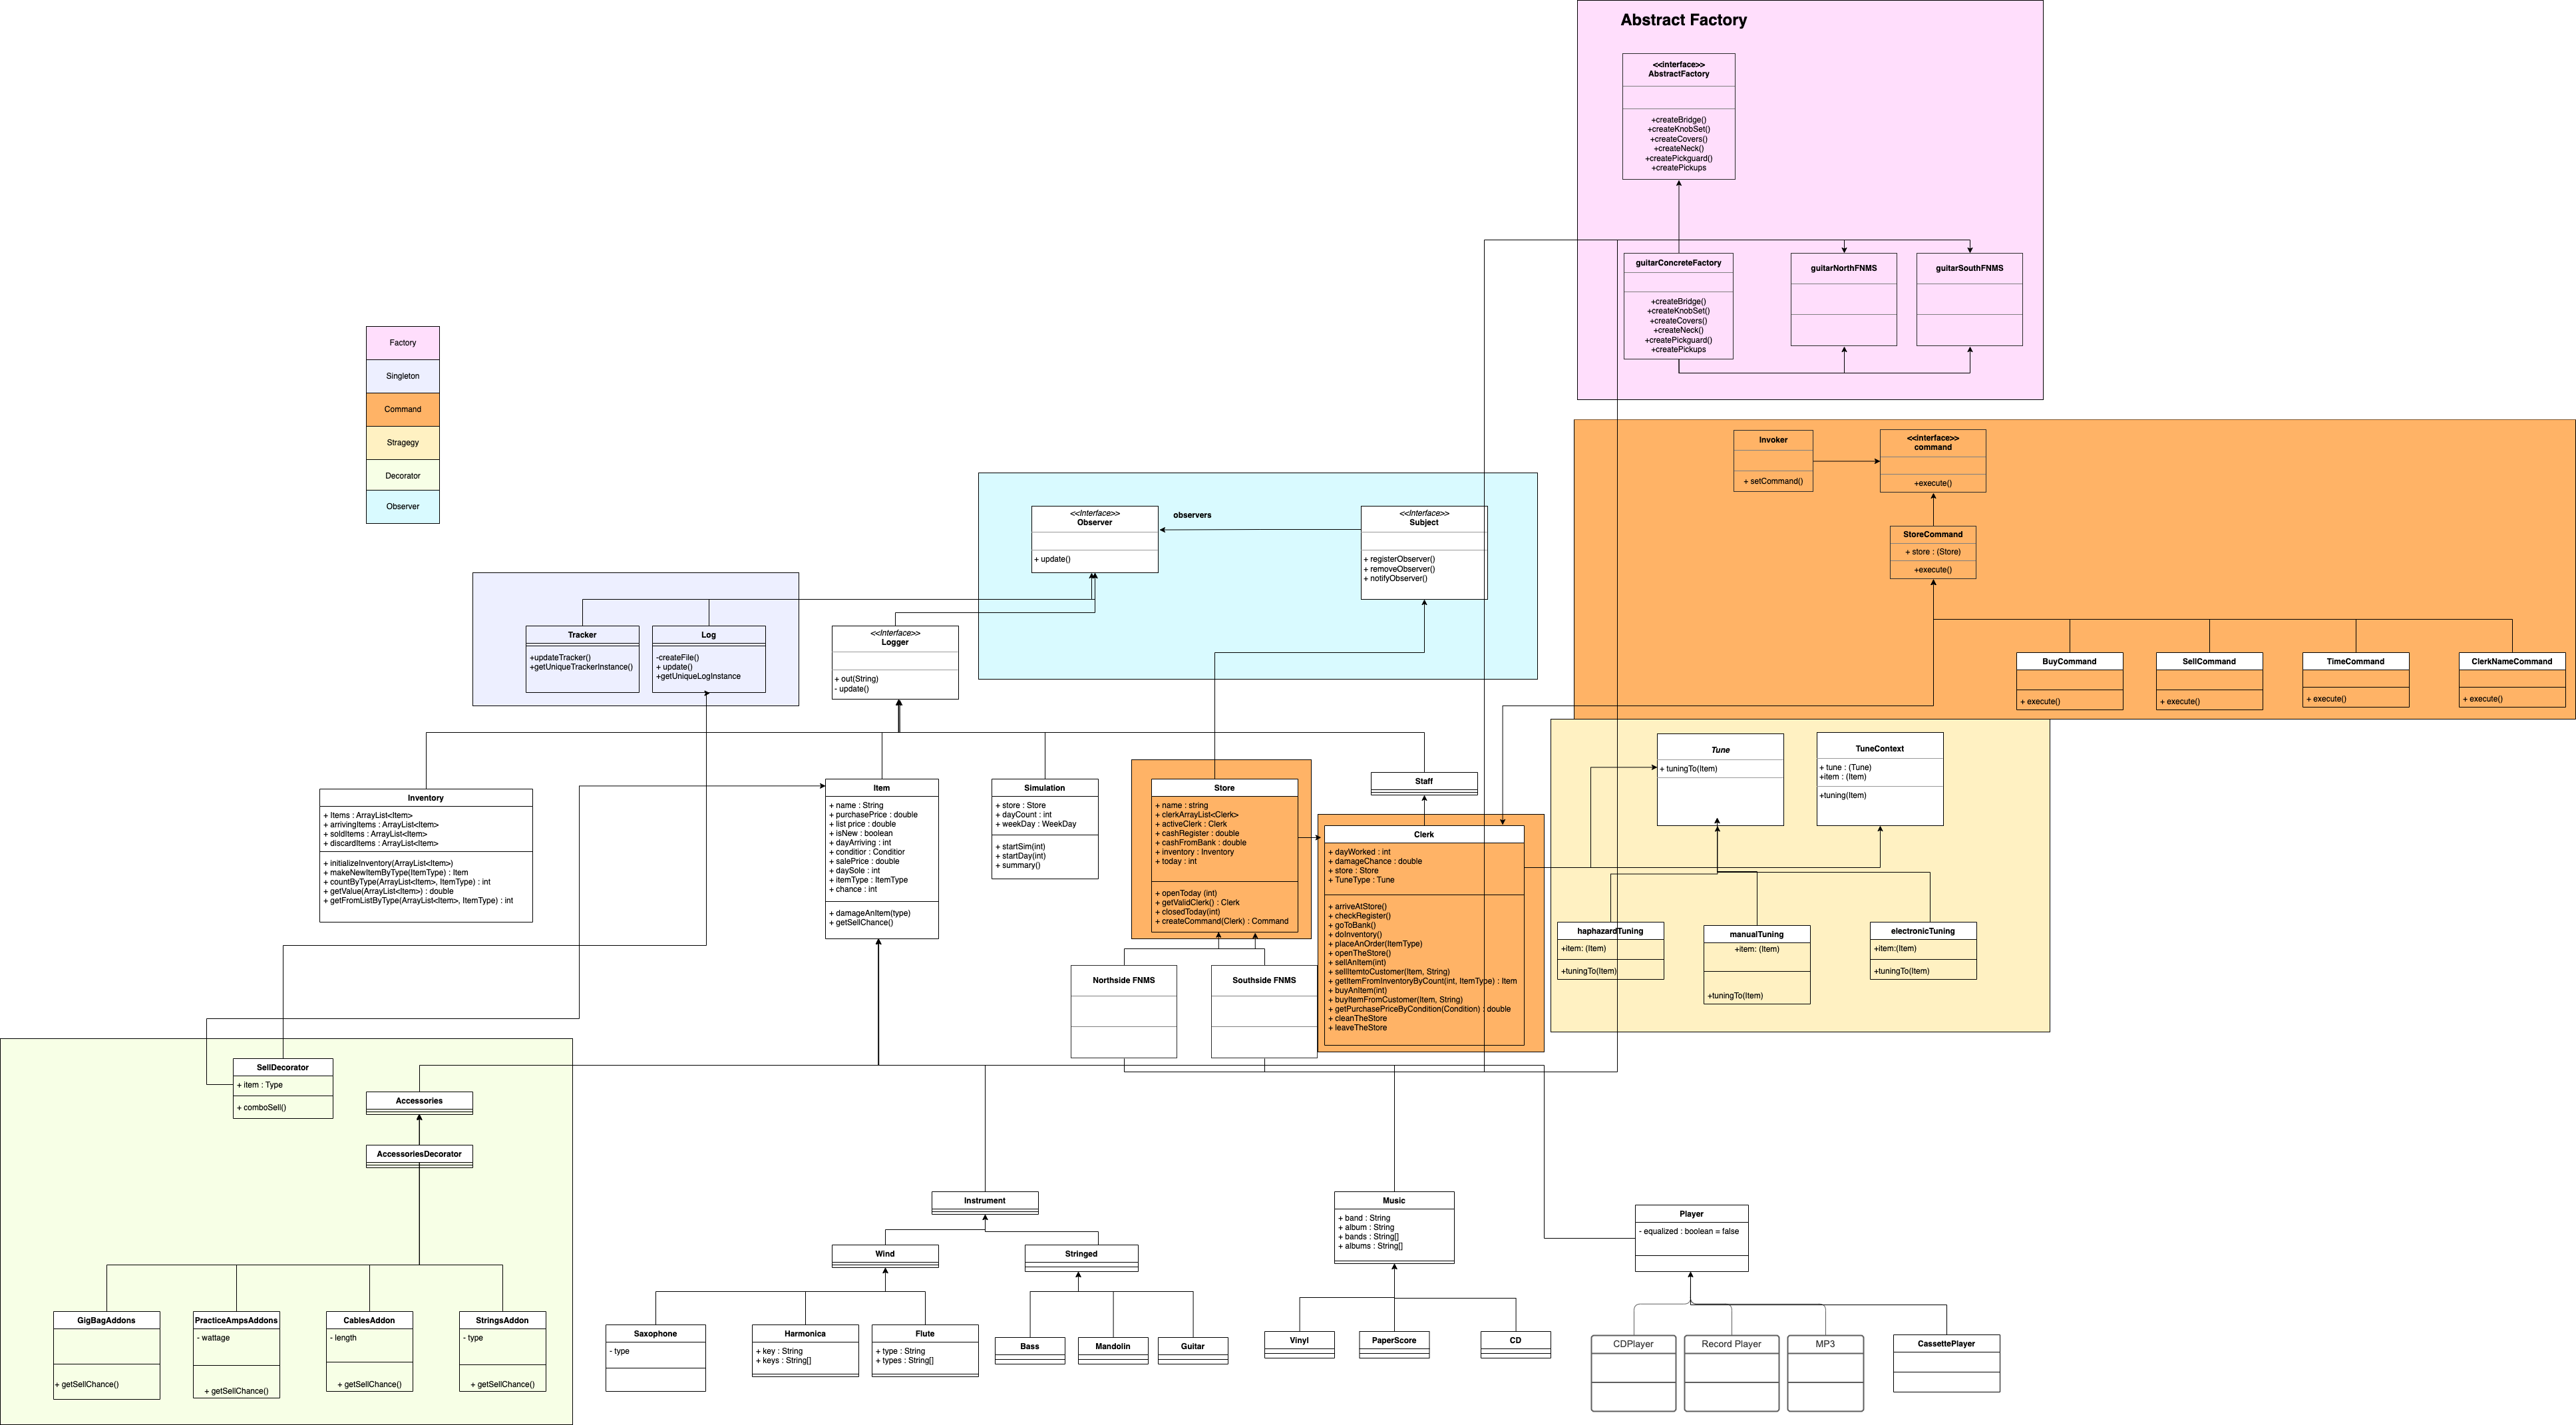 Abstract Factory
<<interface>>
AbstractFactory
+createBridge()
+createKnobSet()
+createCovers()
+createNeck()
+createPickguard()
+createPickups
guitarConcreteFactory
+createBridge()
+createKnobSet()
+createCovers()
+createNeck()
+createPickguard()
+createPickups
guitarNorthFNMS
guitarSouthFNMS
Factory
Singleton
Command
Stragegy
Decorator
Observer
Invoker
+ setCommand()
<<interface>>
command
+execute()
StoreCommand
+ store : (Store)
+execute()
BuyCommand
+ execute()
SellCommand
+ execute()
TimeCommand
+ execute()
ClerkNameCommand
+ execute()
<<Interface>>
Observer
+ update()
observers
<<Interface>>
Subject
+ registerObserver()
+ removeObserver()
+ notifyObserver()
Tracker
+updateTracker()
+getUniqueTrackerInstance()
Log
-createFile()
+ update()
+getUniqueLogInstance
<<Interface>>
Logger
+ out(String)
- update()
Tune
+ tuningTo(Item)
TuneContext
+ tune : (Tune)
+item : (Item)
+tuning(Item)
haphazardTuning
+item: (Item)
+tuningTo(Item)
manualTuning
+item: (Item)
+tuningTo(Item)
electronicTuning
+item:(Item)
+tuningTo(Item)
Inventory
+ Items : ArrayList<Item>
+ arrivingItems : ArrayList<Item>
+ soldItems : ArrayList<Item>
+ discardItems : ArrayList<Item>
+ initializeInventory(ArrayList<Item>)
+ makeNewItemByType(ItemType) : Item
+ countByType(ArrayList<Item>, ItemType) : int
+ getValue(ArrayList<Item>) : double
+ getFromListByType(ArrayList<Item>, ItemType) : int
Item
+ name : String
+ purchasePrice : double
+ list price : double
+ isNew : boolean
+ dayArriving : int
+ conditior : Conditior
+ salePrice : double
+ daySole : int
+ itemType : ItemType
+ chance : int
+ damageAnItem(type)
+ getSellChance()
Simulation
+ store : Store
+ dayCount : int
+ weekDay : WeekDay
+ startSim(int)
+ startDay(int)
+ summary()
Store
+ name : string
+ clerkArrayList<Clerk>
+ activeClerk : Clerk
+ cashRegister : double
+ cashFromBank : double
+ inventory : Inventory
+ today : int
+ openToday (int)
+ getValidClerk() : Clerk
+ closedToday(int)
+ createCommand(Clerk) : Command
Staff
Clerk
+ dayWorked : int
+ damageChance : double
+ store : Store
+ TuneType : Tune
+ arriveAtStore()
+ checkRegister()
+ goToBank()
+ doInventory()
+ placeAnOrder(ItemType)
+ openTheStore()
+ sellAnItem(int)
+ sellItemtoCustomer(Item, String)
+ getItemFromInventoryByCount(int, ItemType) : Item
+ buyAnItem(int)
+ buyItemFromCustomer(Item, String)
+ getPurchasePriceByCondition(Condition) : double
+ cleanTheStore
+ leaveTheStore
Northside FNMS
Southside FNMS
SellDecorator
+ item : Type
+ comboSell()
Accessories
AccessoriesDecorator
GigBagAddons
+ getSellChance()
PracticeAmpsAddons
- wattage
+ getSellChance()
CablesAddon
- length
+ getSellChance()
StringsAddon
- type
+ getSellChance()
Instrument
Wind
Stringed
Saxophone
- type
Harmonica
+ key : String
+ keys : String[]
Flute
+ type : String
+ types : String[]
Bass
Mandolin
Guitar
Music
+ band : String
+ album : String
+ bands : String[]
+ albums : String[]
Vinyl
PaperScore
CD
Player
- equalized : boolean = false
CDPlayer
Record Player
MP3
CassettePlayer